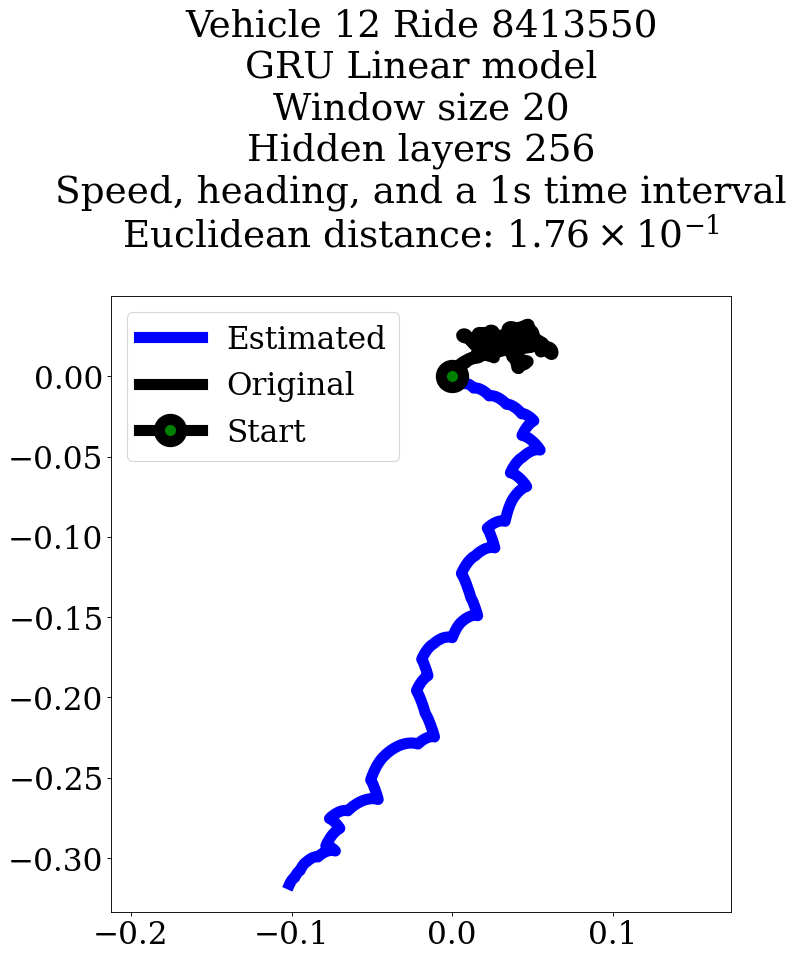 Vehicle 12 Ride 8413550
GRU Linear model
Window size 20
Hidden layers 256
Speed, heading, and a 1s time interval
Euclidean distance: 1.76 × 10⁻¹
Estimated
Original
Start
0.00
−0.05
−0.10
−0.15
−0.20
−0.25
−0.30
−0.2 −0.1 0.0 0.1